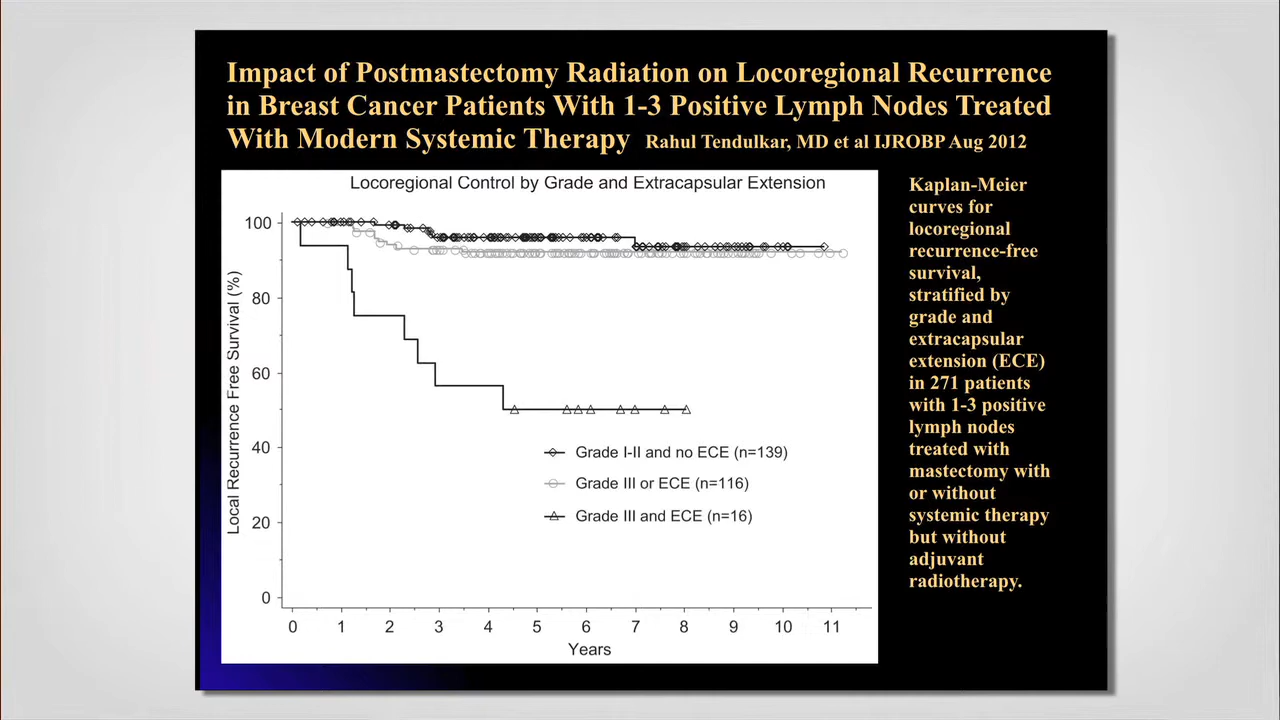 Impact of Postmastectomy Radiation on Locoregional Recurrence
in Breast Cancer Patients With 1-3 Positive Lymph Nodes Treated
With Modern Systemic Therapy Rahul Tendulkar, MD et al IJROBP Aug 2012
Locoregional Control by Grade and Extracapsular Extension
Local Recurrence Free Survival (%)
100
80
60
40
20
0
Grade I-II and no ECE (n=139)
Grade III or ECE (n=116)
Grade III and ECE (n=16)
0 1 2 3 4 5 6 7 8 9 10 11
Years
Kaplan-Meier
curves for
locoregional
recurrence-free
survival,
stratified by
grade and
extracapsular
extension (ECE)
in 271 patients
with 1-3 positive
lymph nodes
treated with
mastectomy with
or without
systemic therapy
but without
adjuvant
radiotherapy.